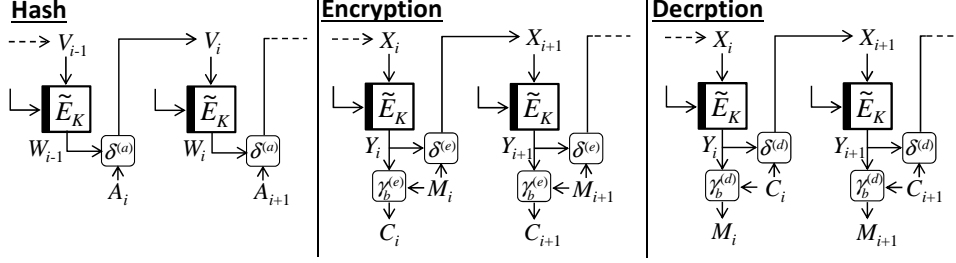 Hash Encryption Decrption
V_{i-1} V_i X_i X_{i+1} X_i X_{i+1}
Ẽ_K Ẽ_K Ẽ_K Ẽ_K Ẽ_K Ẽ_K
W_{i-1} δ^{(a)} W_i δ^{(a)} Y_i δ^{(e)} Y_{i+1} δ^{(e)} Y_i δ^{(d)} Y_{i+1} δ^{(d)}
A_i A_{i+1} γ_b^{(e)} M_i γ_b^{(e)} M_{i+1} γ_b^{(d)} C_i γ_b^{(d)} C_{i+1}
C_i C_{i+1} M_i M_{i+1}